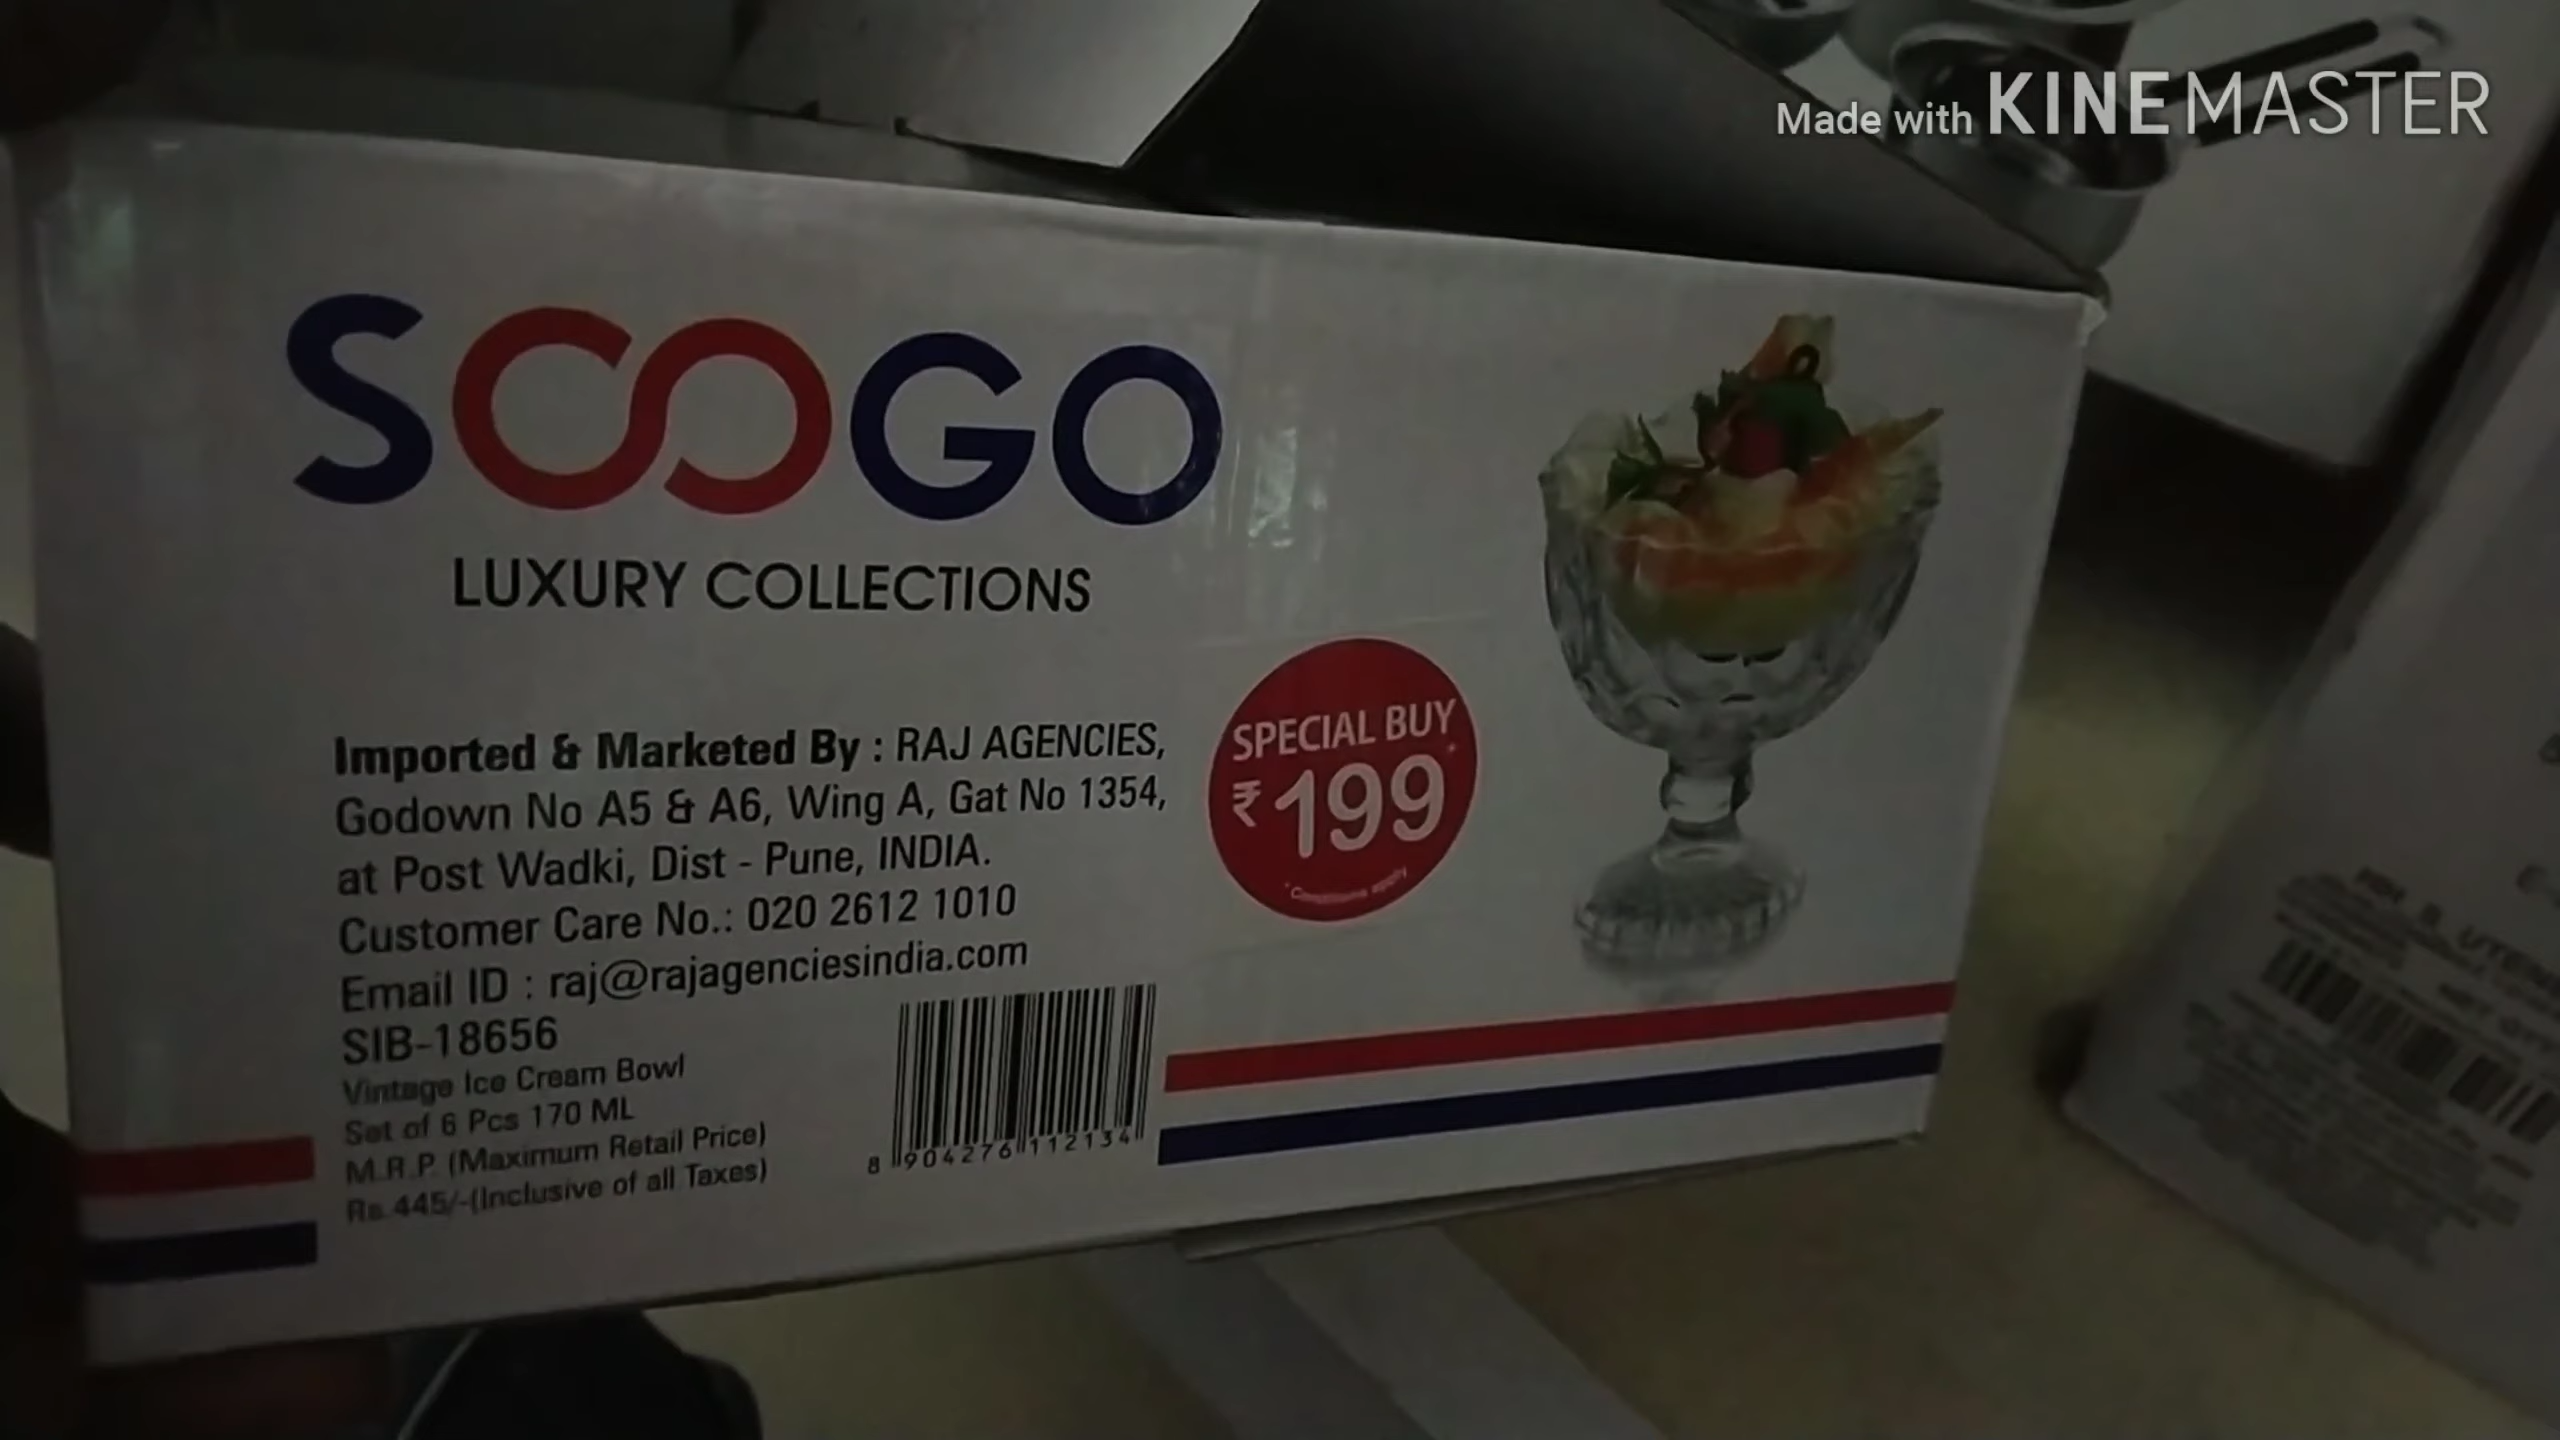 Made with KINEMASTER
SOOGO
LUXURY COLLECTIONS
Imported & Marketed By : RAJ AGENCIES,
Godown No A5 & A6, Wing A, Gat No 1354,
at Post Wadki, Dist - Pune, INDIA.
Customer Care No.: 020 2612 1010
Email ID : raj@rajagenciesindia.com
SIB-18656
Vintage Ice Cream Bowl
Set of 6 Pcs 170 ML
M.R.P. (Maximum Retail Price)
Rs.445/-(Inclusive of all Taxes)
8 904276 112134
SPECIAL BUY
₹199*
*Conditions apply